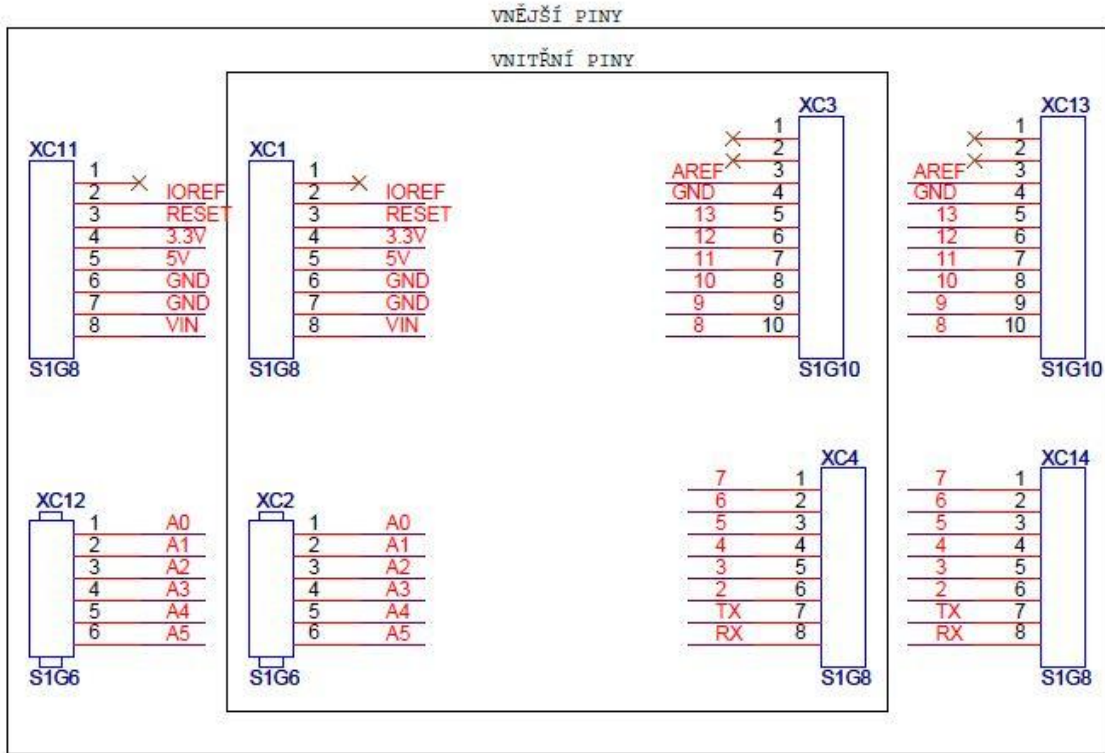 VNĚJŠÍ PINY
VNITŘNÍ PINY
XC11
1
2 IOREF
3 RESET
4 3.3V
5 5V
6 GND
7 GND
8 VIN
S1G8
XC1
1
2 IOREF
3 RESET
4 3.3V
5 5V
6 GND
7 GND
8 VIN
S1G8
XC3
1
2
AREF 3
GND 4
13 5
12 6
11 7
10 8
9 9
8 10
S1G10
XC13
1
2
AREF 3
GND 4
13 5
12 6
11 7
10 8
9 9
8 10
S1G10
XC12
1 A0
2 A1
3 A2
4 A3
5 A4
6 A5
S1G6
XC2
1 A0
2 A1
3 A2
4 A3
5 A4
6 A5
S1G6
XC4
7 1
6 2
5 3
4 4
3 5
2 6
TX 7
RX 8
S1G8
XC14
7 1
6 2
5 3
4 4
3 5
2 6
TX 7
RX 8
S1G8